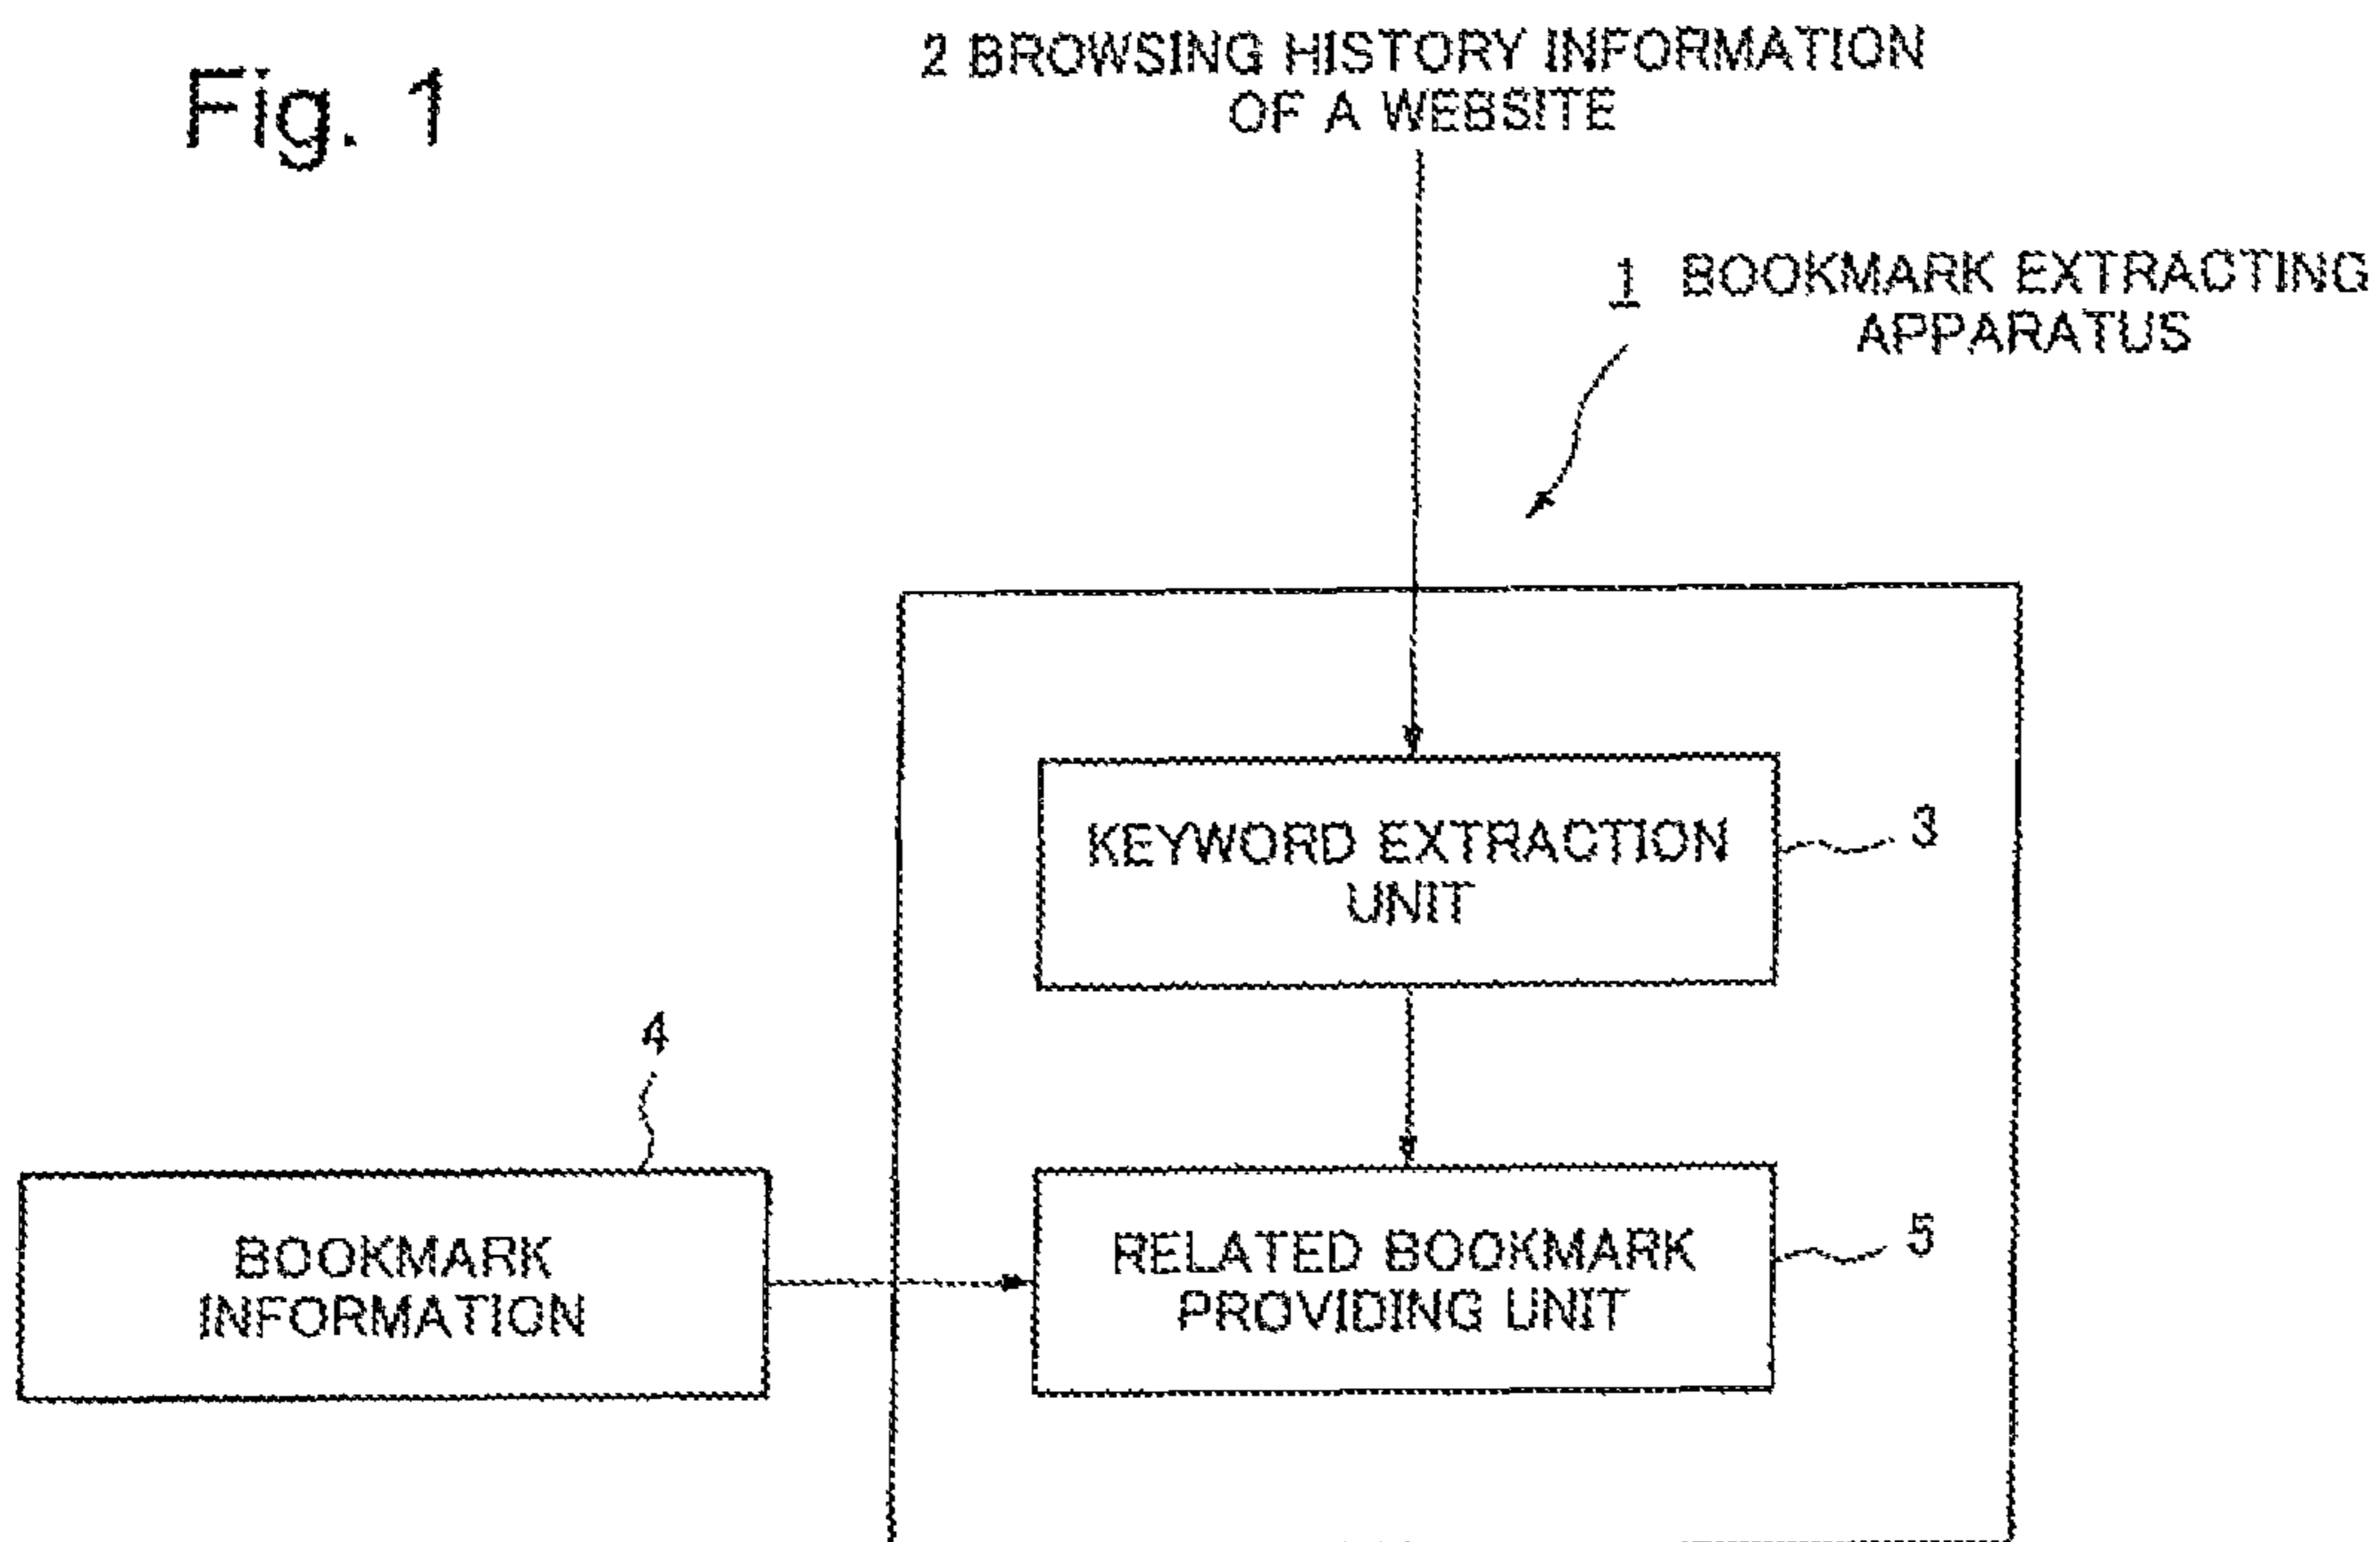 Fig. 1
2 BROWSING HISTORY INFORMATION
OF A WEBSITE
1 BOOKMARK EXTRACTING
APPARATUS
KEYWORD EXTRACTION
UNIT
3
4
BOOKMARK
INFORMATION
RELATED BOOKMARK
PROVIDING UNIT
5